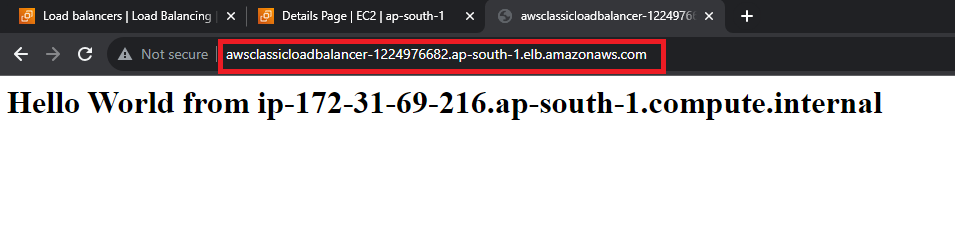 Load balancers | Load Balancing
Details Page | EC2 | ap-south-1
awsclassicloadbalancer-1224976
Not secure
awsclassicloadbalancer-1224976682.ap-south-1.elb.amazonaws.com
Hello World from ip-172-31-69-216.ap-south-1.compute.internal